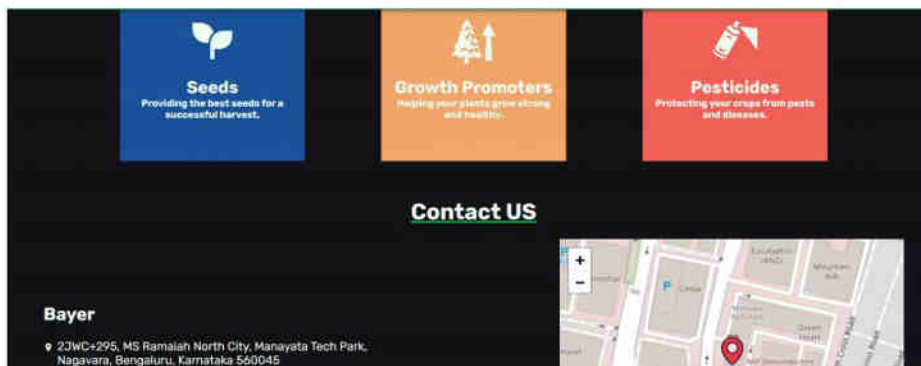 Seeds
Providing the best seeds for a
successful harvest.
Growth Promoters
Helping your plants grow strong
and healthy.
Pesticides
Protecting your crops from pests
and diseases.
Contact US
Bayer
2JWC+295, MS Ramaiah North City, Manayata Tech Park,
Nagavara, Bengaluru, Karnataka 560045
+
−
P
Cross Road